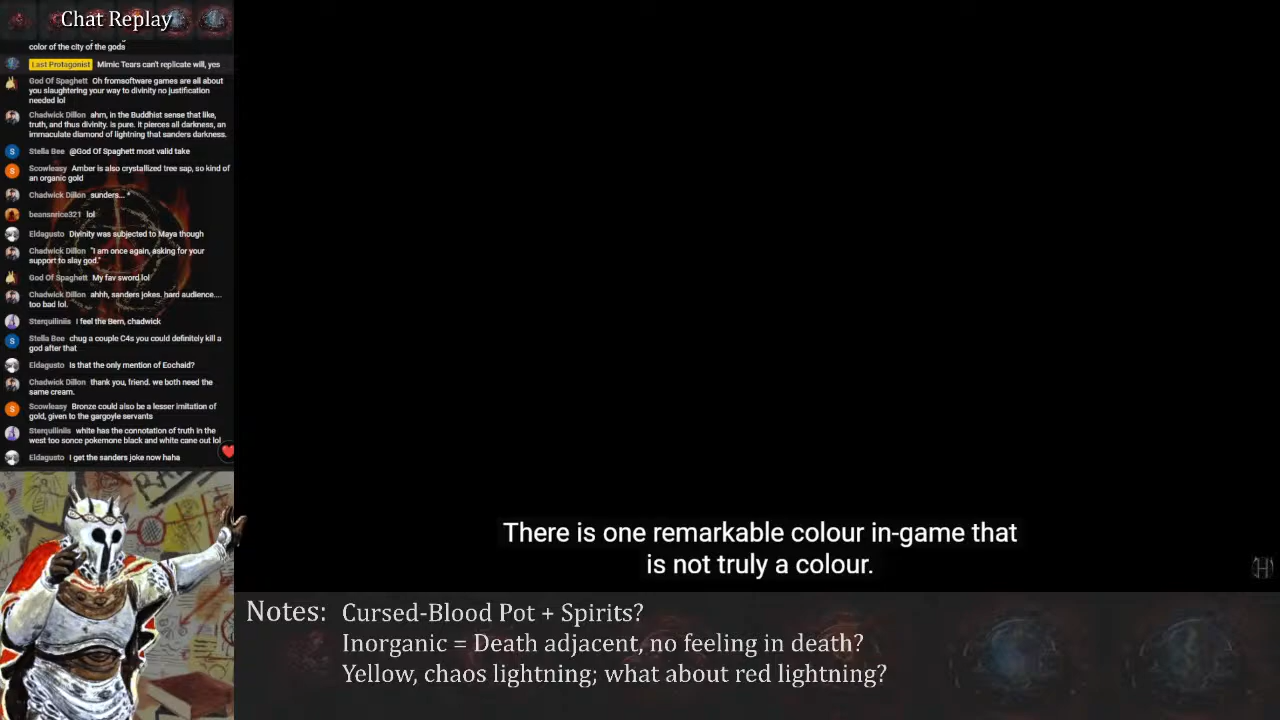 Chat Replay
color of the city of the gods
Last Protagonist Mimic Tears can't replicate will, yes
God Of Spaghett Oh fromsoftware games are all about
you slaughtering your way to divinity no justification
needed lol
Chadwick Dillon ahm, in the Buddhist sense that like,
truth, and thus divinity. is pure. it pierces all darkness, an
immaculate diamond of lightning that sanders darkness.
Stella Bee @God Of Spaghett most valid take
Scowleasy Amber is also crystallized tree sap, so kind of
an organic gold
Chadwick Dillon sunders... *
beansnrice321 lol
Eldagusto Divinity was subjected to Maya though
Chadwick Dillon "I am once again, asking for your
support to slay god."
God Of Spaghett My fav sword lol
Chadwick Dillon ahhh, sanders jokes. hard audience....
too bad lol.
Sterquiliniis I feel the Bern, chadwick
Stella Bee chug a couple C4s you could definitely kill a
god after that
Eldagusto Is that the only mention of Eochaid?
Chadwick Dillon thank you, friend. we both need the
same cream.
Scowleasy Bronze could also be a lesser imitation of
gold, given to the gargoyle servants
Sterquiliniis white has the connotation of truth in the
west too sonce pokemone black and white cane out lol
Eldagusto I get the sanders joke now haha
There is one remarkable colour in-game that
is not truly a colour.
Notes: Cursed-Blood Pot + Spirits?
Inorganic = Death adjacent, no feeling in death?
Yellow, chaos lightning; what about red lightning?